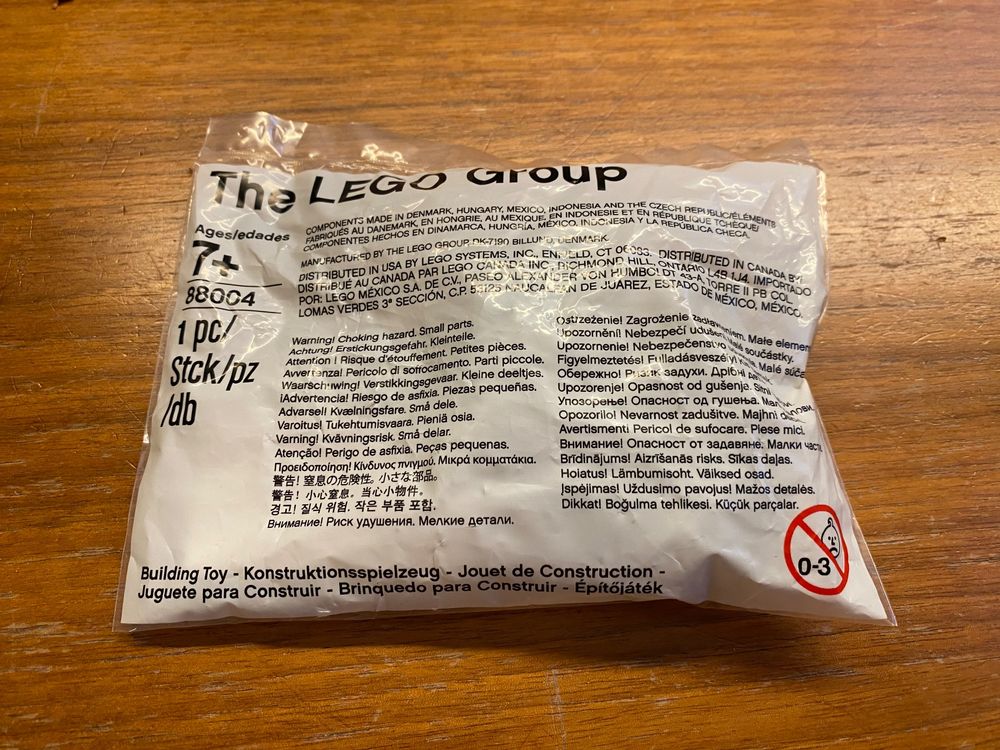 The LEGO Group
Ages/edades
7+
88004
1 pc/
Stck/pz
/db
COMPONENTS MADE IN DENMARK, HUNGARY, MEXICO, INDONESIA AND THE CZECH REPUBLIC/ÉLÉMENTS
FABRIQUÉS AU DANEMARK, EN HONGRIE, AU MEXIQUE, EN INDONESIE ET EN RÉPUBLIQUE TCHÈQUE/
COMPONENTES HECHOS EN DINAMARCA, HUNGRÍA, MÉXICO, INDONESIA Y LA REPÚBLICA CHECA.
MANUFACTURED BY THE LEGO GROUP, DK-7190 BILLUND, DENMARK
DISTRIBUTED IN USA BY LEGO SYSTEMS, INC., ENFIELD, CT 06083. DISTRIBUTED IN CANADA BY/
DISTRIBUÉ AU CANADA PAR LEGO CANADA INC., RICHMOND HILL, ONTARIO L4B 1J4. IMPORTADO
POR: LEGO MÉXICO S.A. DE C.V., PASEO ALEXANDER VON HUMBOLDT 43-A, TORRE II PB COL.
LOMAS VERDES 3ª SECCIÓN, C.P. 53125 NAUCALPAN DE JUÁREZ, ESTADO DE MÉXICO, MÉXICO.
Warning! Choking hazard. Small parts.
Achtung! Erstickungsgefahr. Kleinteile.
Attention ! Risque d'étouffement. Petites pièces.
Avvertenza! Pericolo di soffocamento. Parti piccole.
Waarschuwing! Verstikkingsgevaar. Kleine deeltjes.
¡Advertencia! Riesgo de asfixia. Piezas pequeñas.
Advarsel! Kvælningsfare. Små dele.
Varoitus! Tukehtumisvaara. Pieniä osia.
Varning! Kvävningsrisk. Små delar.
Atenção! Perigo de asfixia. Peças pequenas.
Προειδοποίηση! Κίνδυνος πνιγμού. Μικρά κομματάκια.
警告! 窒息の危険性。小さな部品。
警告! 小心窒息。当心小物件。
경고! 질식 위험. 작은 부품 포함.
Внимание! Риск удушения. Мелкие детали.
Ostrzeżenie! Zagrożenie zadławieniem. Małe elemen
Upozornění! Nebezpečí udušení. Malé součástky.
Upozornenie! Nebezpečenstvo Malé súča
Figyelmeztetés! Fulladásveszély!
Обережно! Ризик задухи. Дрібні
Upozorenje! Opasnost od gušenja. Sitni
Упозорење! Опасност од гушења.
Opozorilo! Nevarnost zadušitve. Majhni delovi.
Avertisment! Pericol de sufocare. Piese mici.
Внимание! Опасност от задавяне. Малки части
Brīdinājums! Aizrīšanās risks. Sīkas daļas.
Hoiatus! Lämbumisoht. Väiksed osad.
Įspėjimas! Uždusimo pavojus! Mažos detalės.
Dikkat! Boğulma tehlikesi. Küçük parçalar.
0-3
Building Toy - Konstruktionsspielzeug - Jouet de Construction -
Juguete para Construir - Brinquedo para Construir - Építőjáték